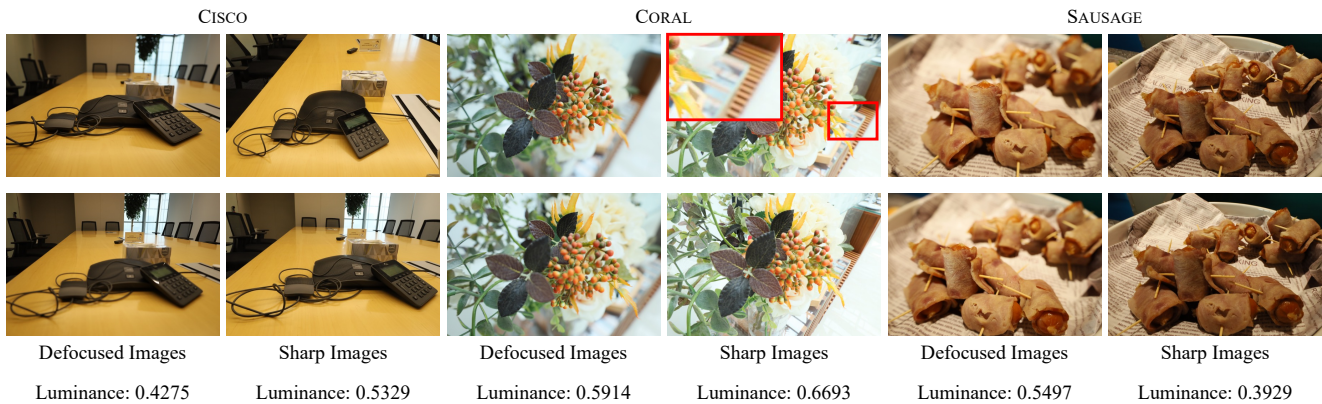 CISCO
CORAL
SAUSAGE
Defocused Images
Sharp Images
Defocused Images
Sharp Images
Defocused Images
Sharp Images
Luminance: 0.4275
Luminance: 0.5329
Luminance: 0.5914
Luminance: 0.6693
Luminance: 0.5497
Luminance: 0.3929